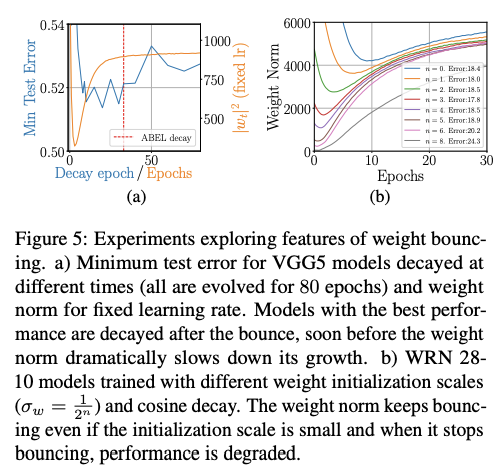 0.54
0.52
0.50
Min Test Error
1000
750
500
|w_t|^2 (fixed lr)
ABEL decay
0
50
Decay epoch / Epochs
(a)
6000
4000
2000
0
Weight Norm
n = 0. Error:18.4
n = 1. Error:18.0
n = 2. Error:18.5
n = 3. Error:17.8
n = 4. Error:18.5
n = 5. Error:18.9
n = 6. Error:20.2
n = 8. Error:24.3
0
10
20
30
Epochs
(b)
Figure 5: Experiments exploring features of weight bounc-
ing. a) Minimum test error for VGG5 models decayed at
different times (all are evolved for 80 epochs) and weight
norm for fixed learning rate. Models with the best perfor-
mance are decayed after the bounce, soon before the weight
norm dramatically slows down its growth. b) WRN 28-
10 models trained with different weight initialization scales
(σ_w = 1/2^n) and cosine decay. The weight norm keeps bounc-
ing even if the initialization scale is small and when it stops
bouncing, performance is degraded.